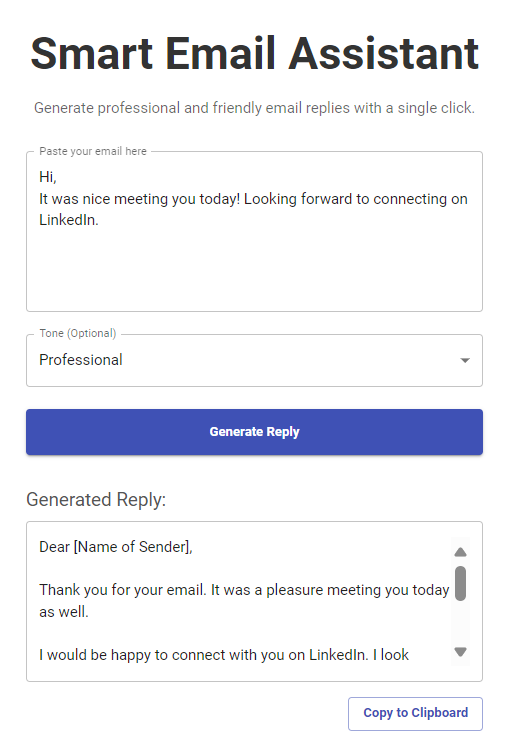 Smart Email Assistant
Generate professional and friendly email replies with a single click.
Paste your email here
Hi,
It was nice meeting you today! Looking forward to connecting on
LinkedIn.
Tone (Optional)
Professional
Generate Reply
Generated Reply:
Dear [Name of Sender],
Thank you for your email. It was a pleasure meeting you today
as well.
I would be happy to connect with you on LinkedIn. I look
Copy to Clipboard